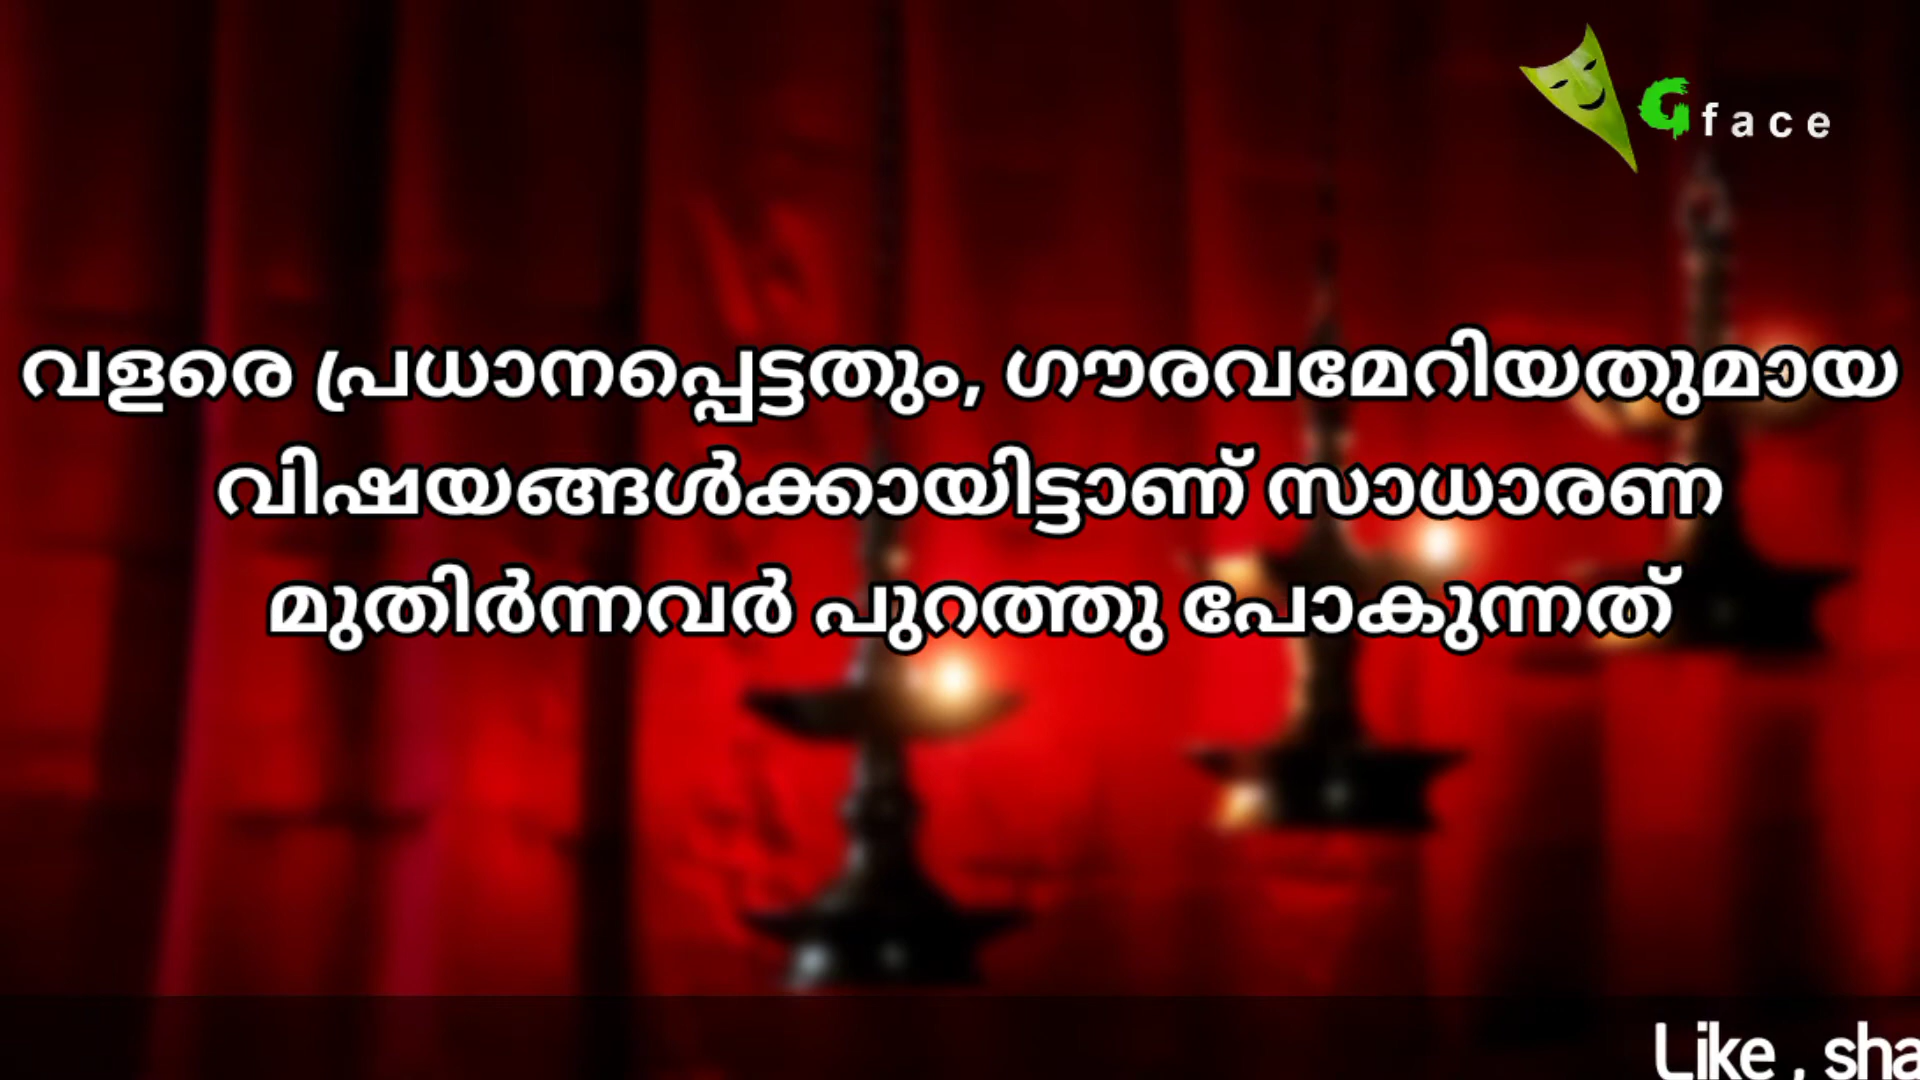 Gface
വളരെ പ്രധാനപ്പെട്ടതും, ഗൗരവമേറിയതുമായ
വിഷയങ്ങൾക്കായിട്ടാണ് സാധാരണ
മുതിർന്നവർ പുറത്തു പോകുന്നത്
Like , sha